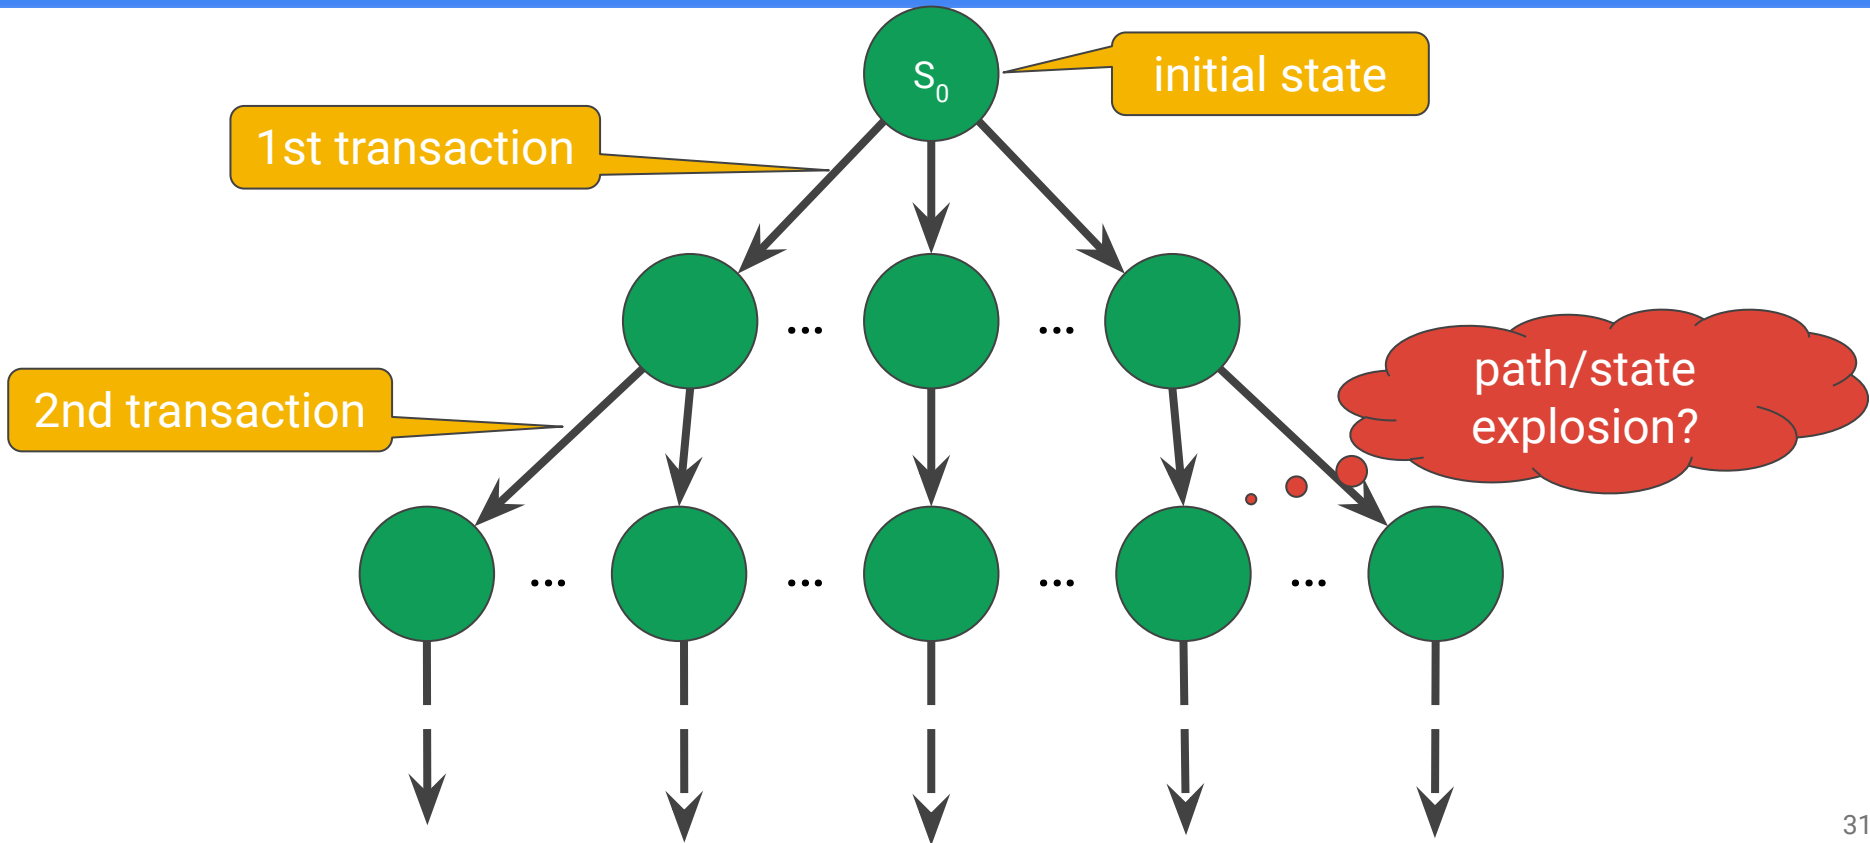 S₀
initial state
1st transaction
...
...
path/state
explosion?
2nd transaction
...
...
...
...
31